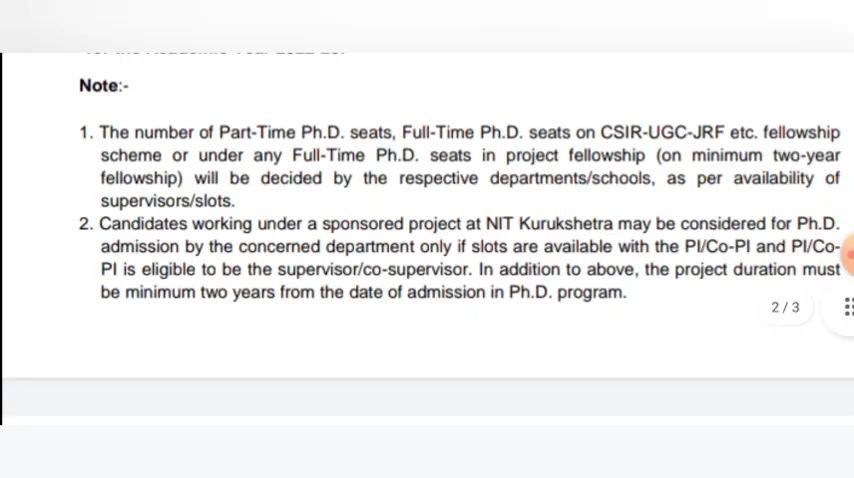 Note:-
1. The number of Part-Time Ph.D. seats, Full-Time Ph.D. seats on CSIR-UGC-JRF etc. fellowship
scheme or under any Full-Time Ph.D. seats in project fellowship (on minimum two-year
fellowship) will be decided by the respective departments/schools, as per availability of
supervisors/slots.
2. Candidates working under a sponsored project at NIT Kurukshetra may be considered for Ph.D.
admission by the concerned department only if slots are available with the PI/Co-PI and PI/Co-
PI is eligible to be the supervisor/co-supervisor. In addition to above, the project duration must
be minimum two years from the date of admission in Ph.D. program.
2 / 3